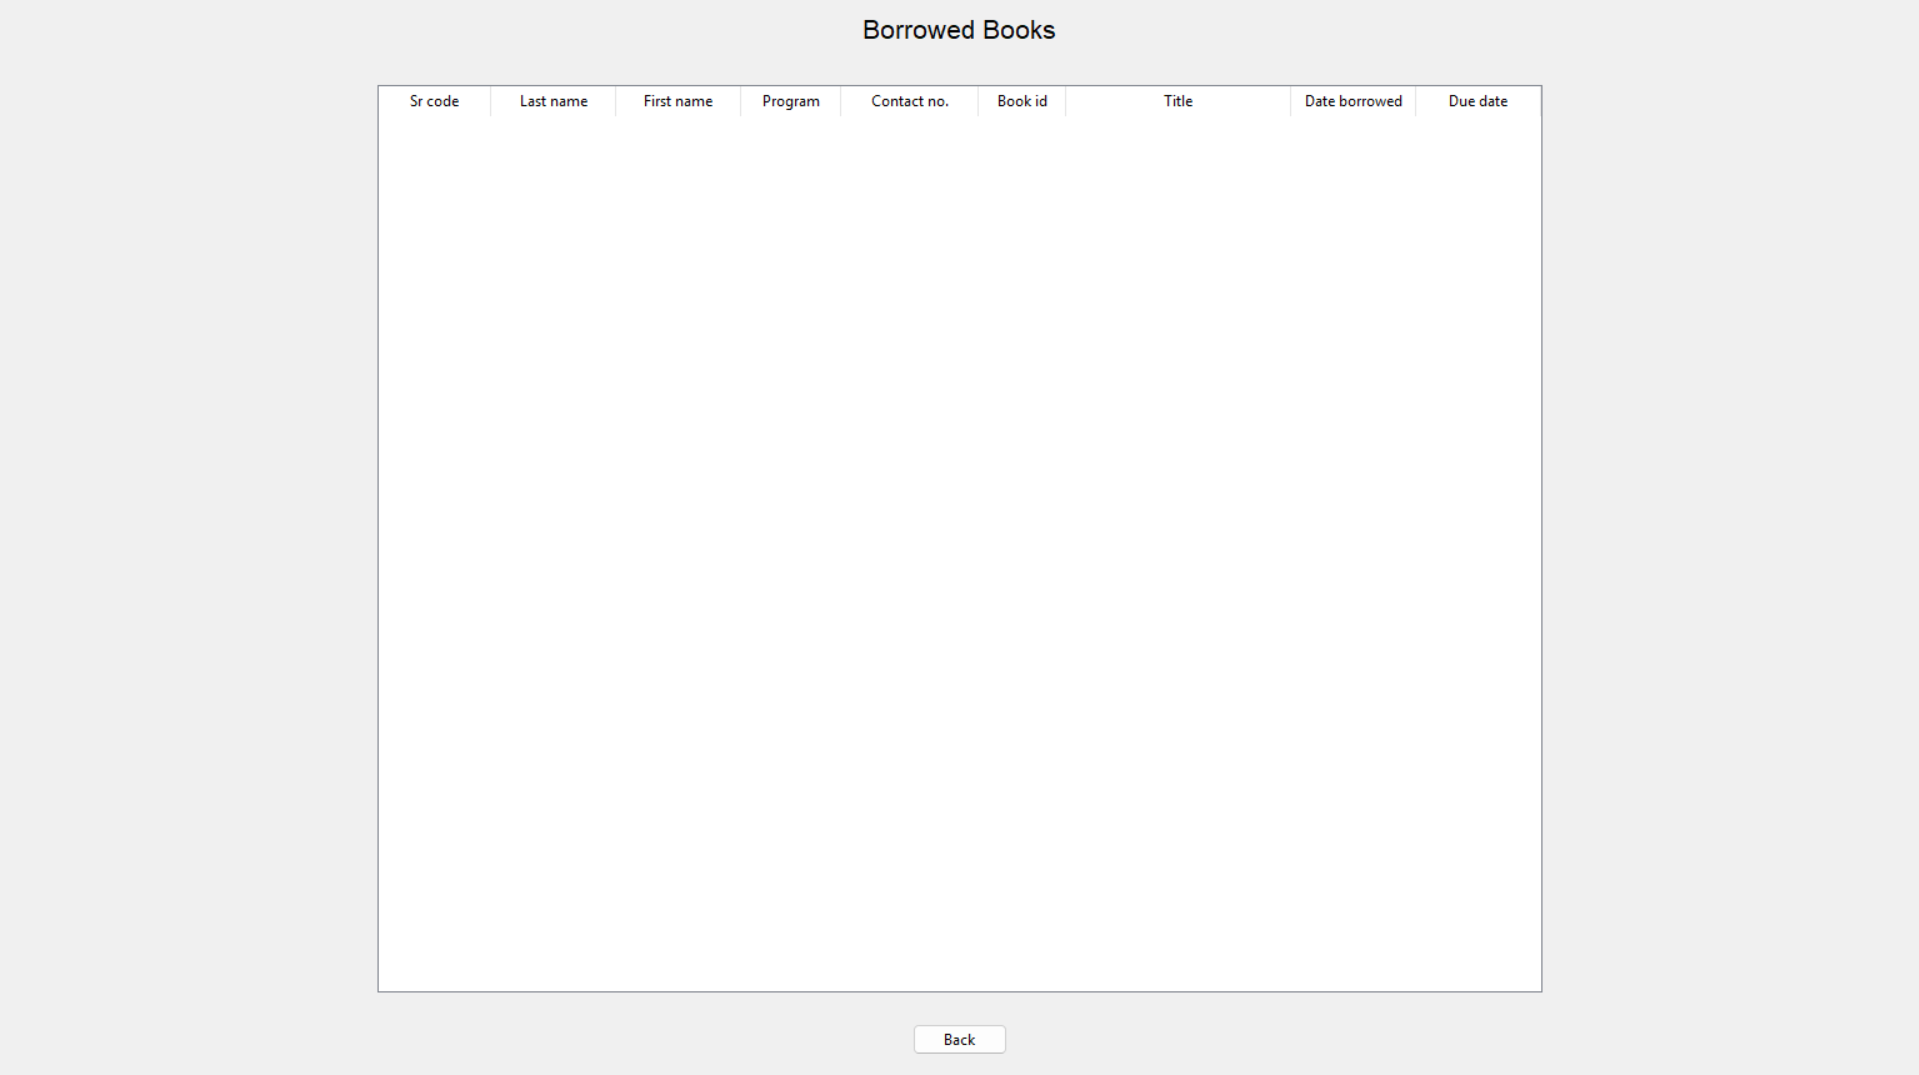 Borrowed Books
Sr code Last name First name Program Contact no. Book id Title Date borrowed Due date
Back